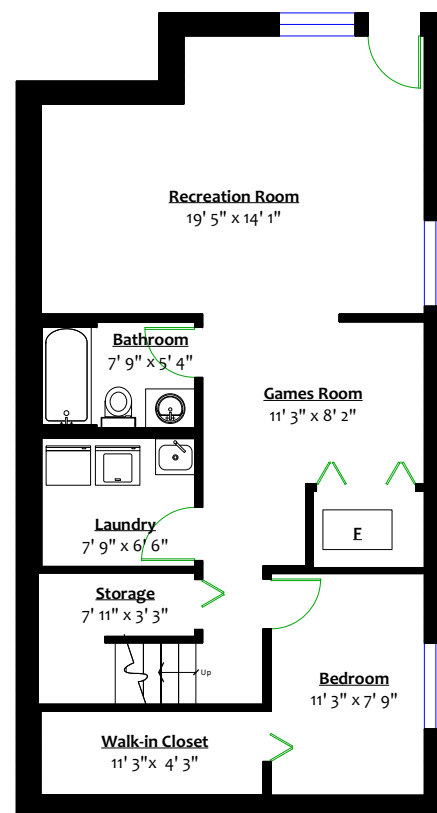 Recreation Room
19' 5" x 14' 1"
Bathroom
7' 9" x 5' 4"
Games Room
11' 3" x 8' 2"
F
Laundry
7' 9" x 6' 6"
Storage
7' 11" x 3' 3"
Up
Bedroom
11' 3" x 7' 9"
Walk-in Closet
11' 3"x 4' 3"